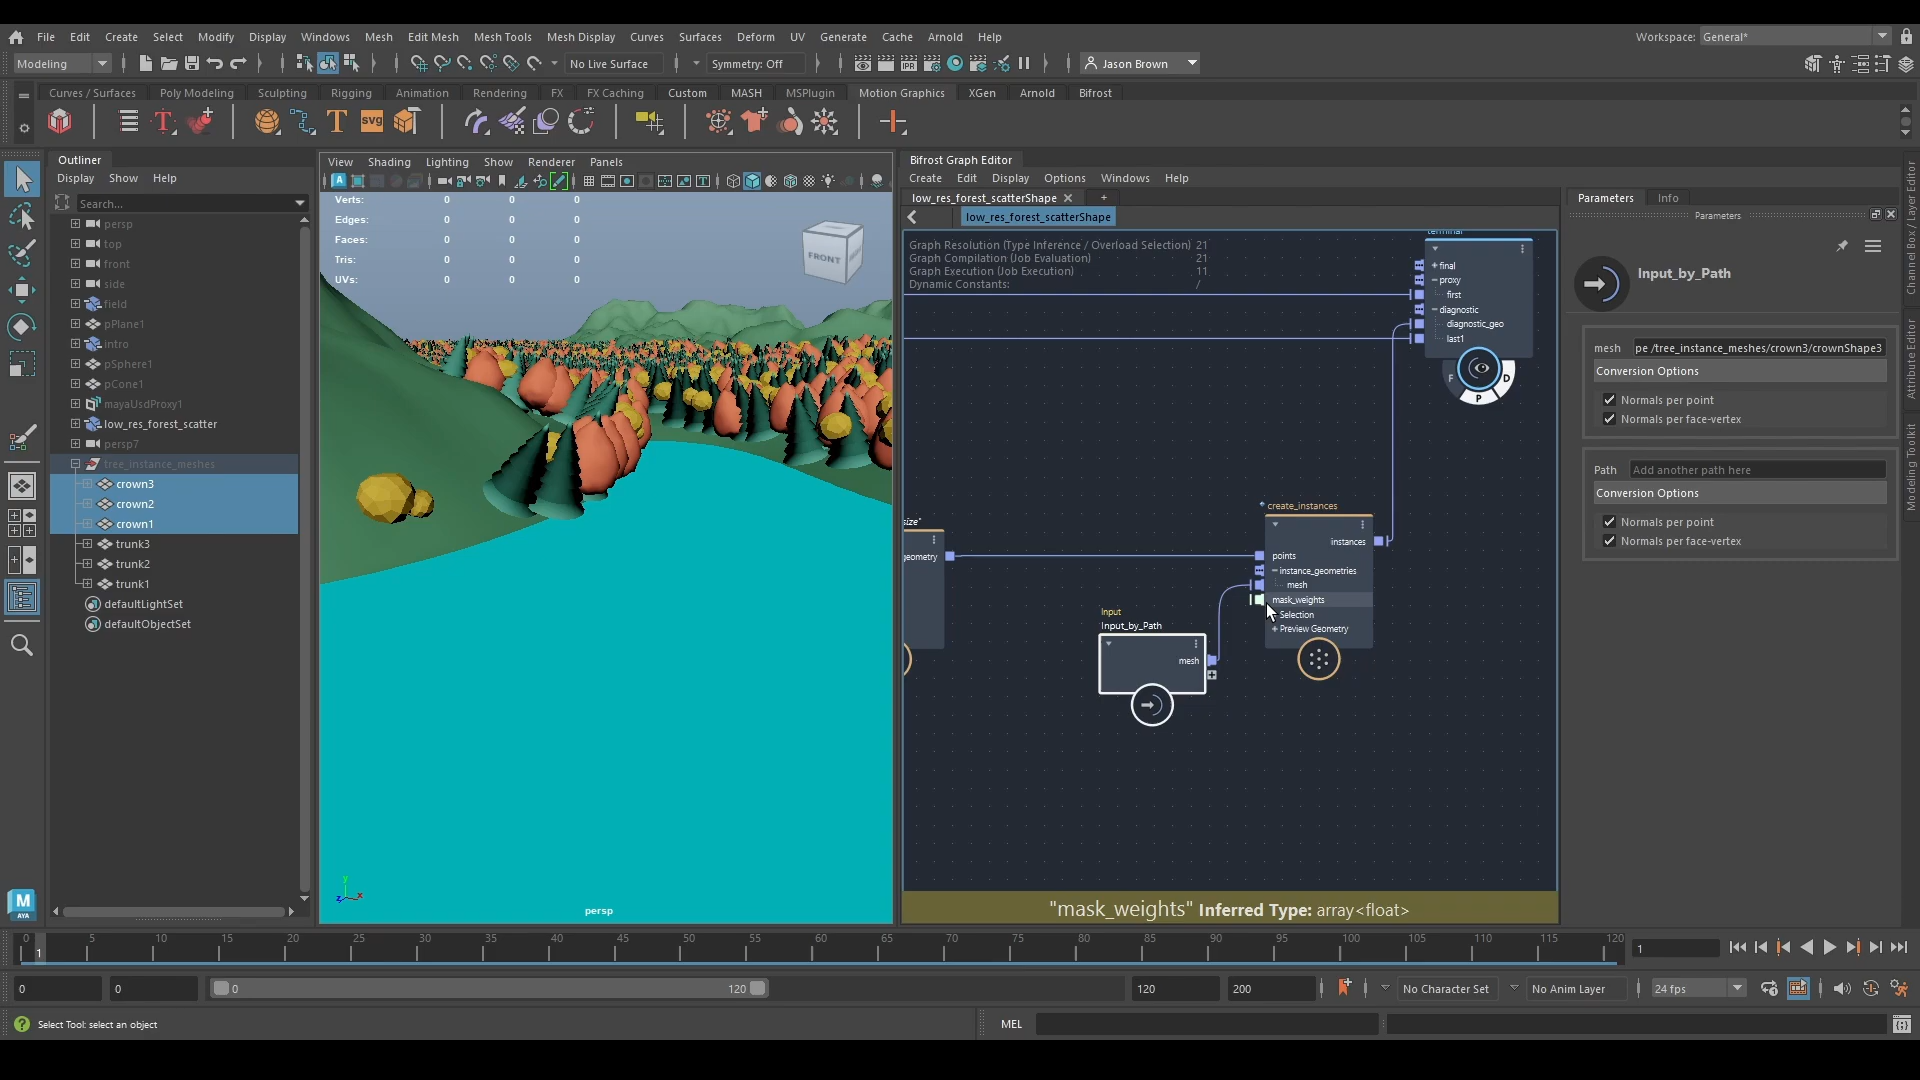 File Edit Create Select Modify Display Windows Mesh Edit Mesh Mesh Tools Mesh Display Curves Surfaces Deform UV Generate Cache Arnold Help
Workspace: General*
Modeling
No Live Surface
Symmetry: Off
Jason Brown
Curves / Surfaces Poly Modeling Sculpting Rigging Animation Rendering FX FX Caching Custom MASH MSPlugin Motion Graphics XGen Arnold Bifrost
Outliner
Display Show Help
Search...
persp
top
front
side
field
pPlane1
intro
pSphere1
pCone1
mayaUsdProxy1
low_res_forest_scatter
persp7
tree_instance_meshes
crown3
crown2
crown1
trunk3
trunk2
trunk1
defaultLightSet
defaultObjectSet
View Shading Lighting Show Renderer Panels
Verts: 0 0 0
Edges: 0 0 0
Faces: 0 0 0
Tris: 0 0 0
UVs: 0 0 0
FRONT
persp
Bifrost Graph Editor
Create Edit Display Options Windows Help
low_res_forest_scatterShape
+
low_res_forest_scatterShape
Graph Resolution (Type Inference / Overload Selection) 21
Graph Compilation (Job Evaluation) 21
Graph Execution (Job Execution) 11
Dynamic Constants: /
terminal
final
proxy
first
diagnostic
diagnostic_geo
last1
F D
P
size"
geometry
create_instances
instances
points
instance_geometries
mesh
mask_weights
Selection
Preview Geometry
Input
Input_by_Path
mesh
"mask_weights" Inferred Type: array<float>
Parameters Info
Parameters
Input_by_Path
mesh pe /tree_instance_meshes/crown3/crownShape3
Conversion Options
Normals per point
Normals per face-vertex
Path Add another path here
Conversion Options
Normals per point
Normals per face-vertex
Channel Box / Layer Editor
Attribute Editor
Modeling Toolkit
0 5 10 15 20 25 30 35 40 45 50 55 60 65 70 75 80 85 90 95 100 105 110 115 120
1
1
0 0 0 120 120 200
No Character Set
No Anim Layer
24 fps
Select Tool: select an object
MEL